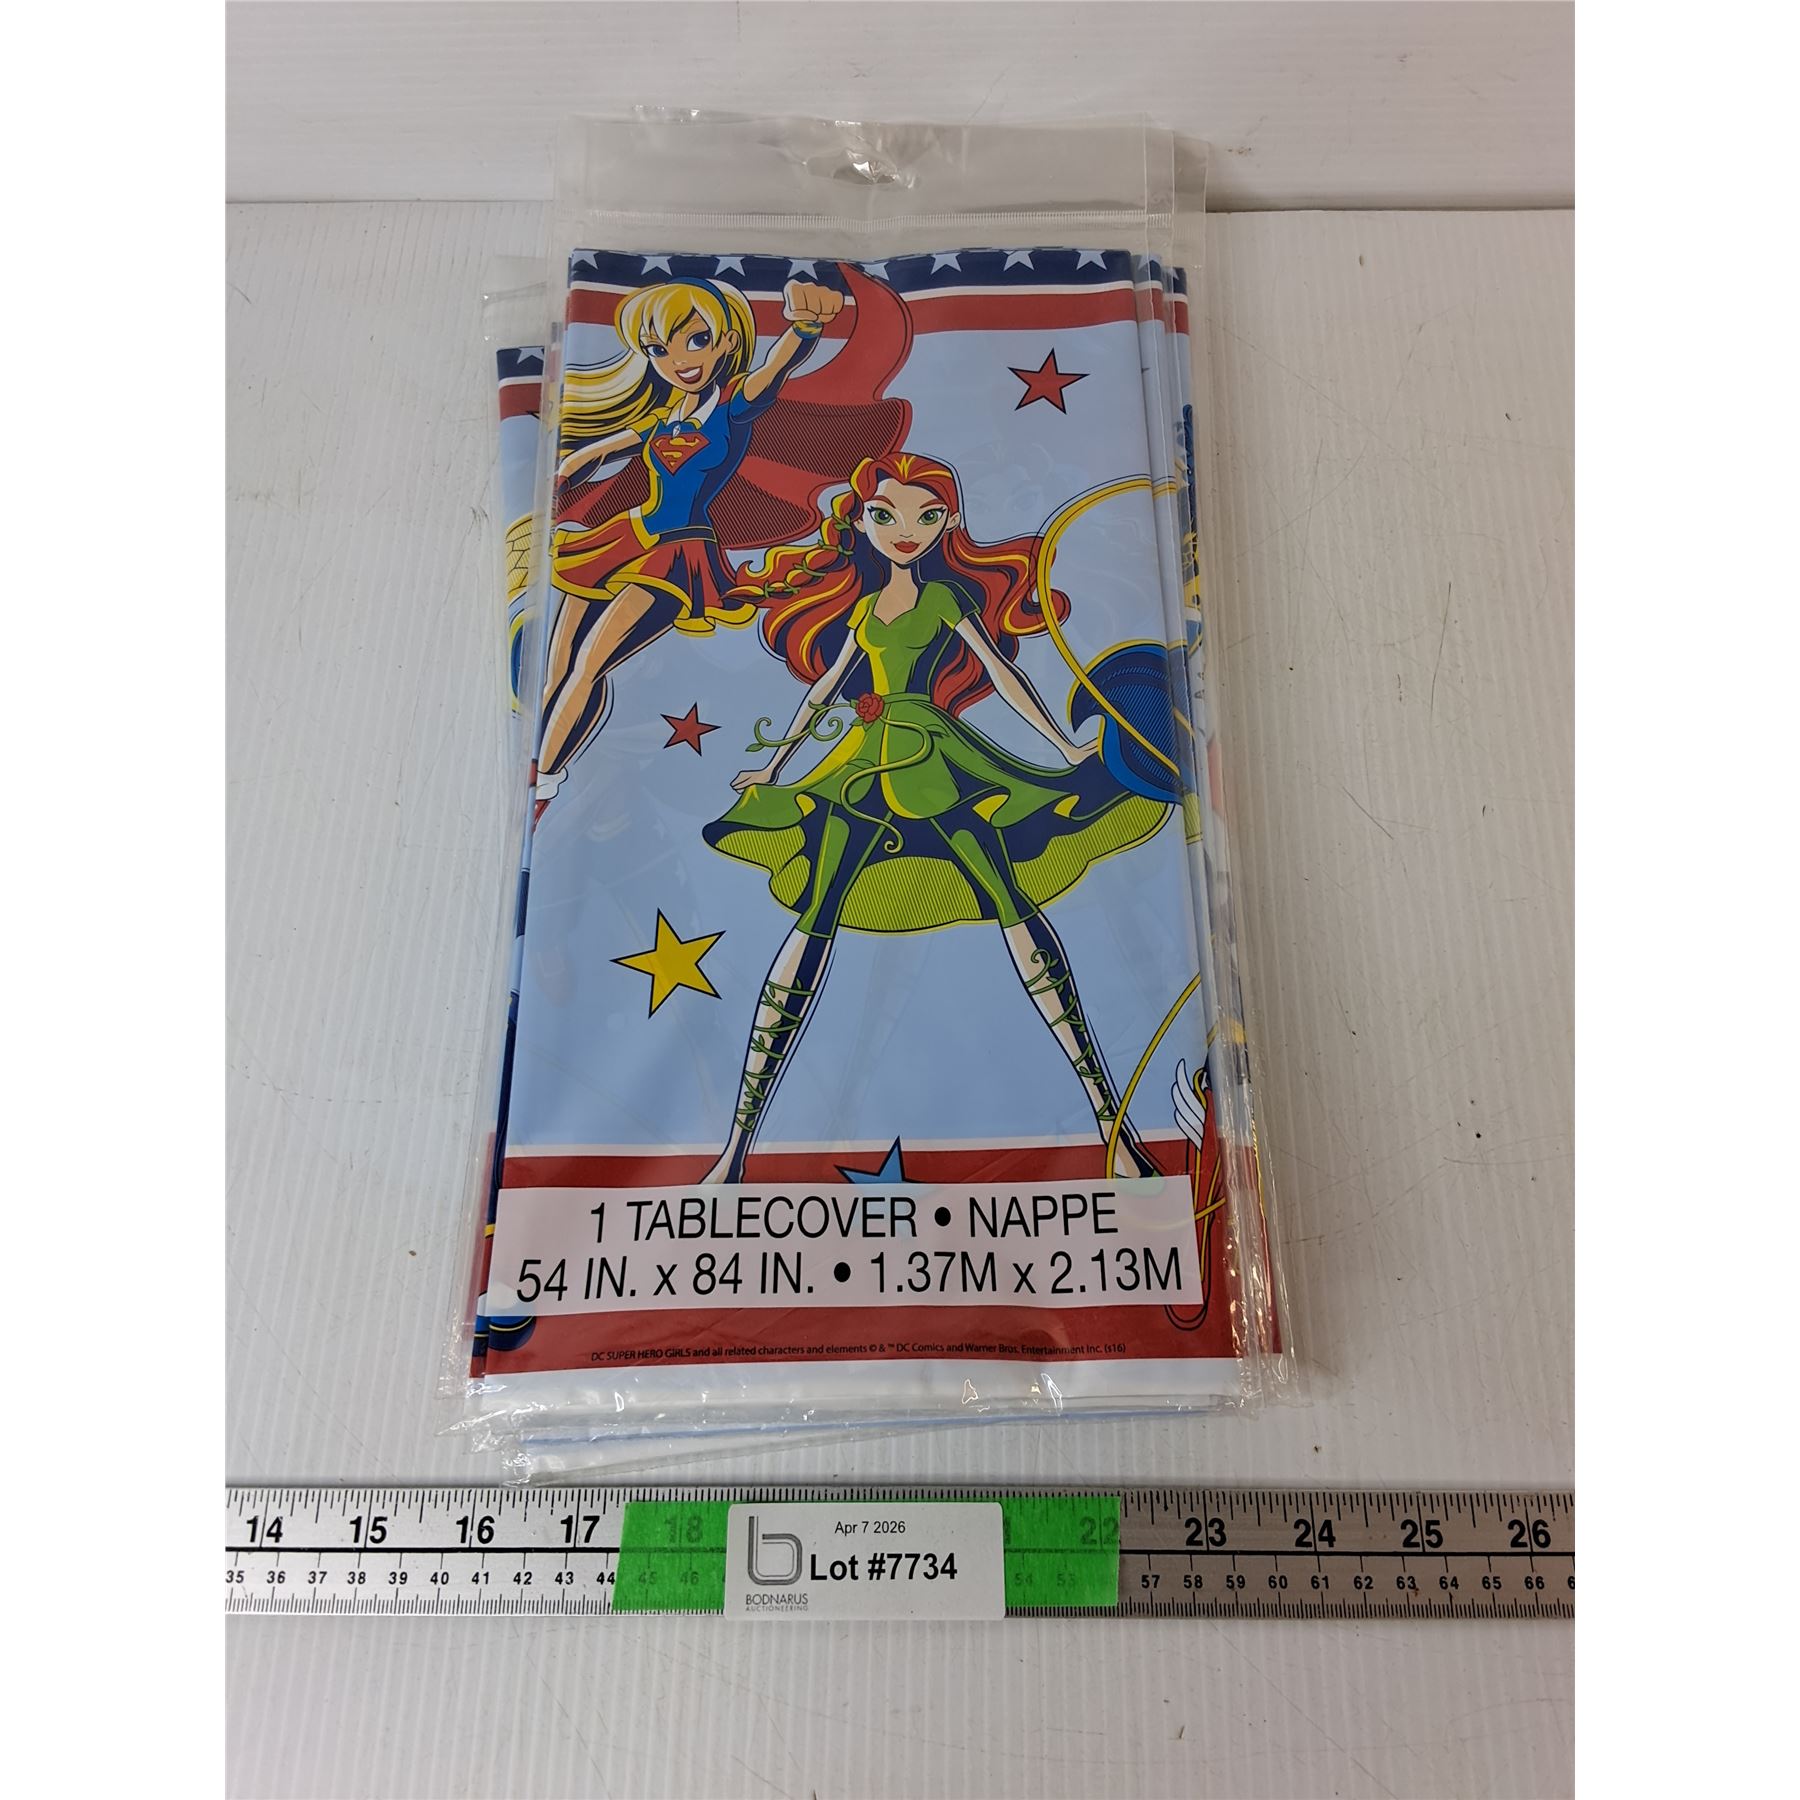 1 TABLECOVER • NAPPE
54 IN. x 84 IN. • 1.37M x 2.13M
DC SUPER HERO GIRLS and all related characters and elements © & ™ DC Comics and Warner Bros. Entertainment Inc. (s16)
14 15 16 17 18 22 23 24 25 26
Apr 7 2026
Lot #7734
35 36 37 38 39 40 41 42 43 44 45 46 54 55 57 58 59 60 61 62 63 64 65 66
BODNARUS
AUCTIONEERING